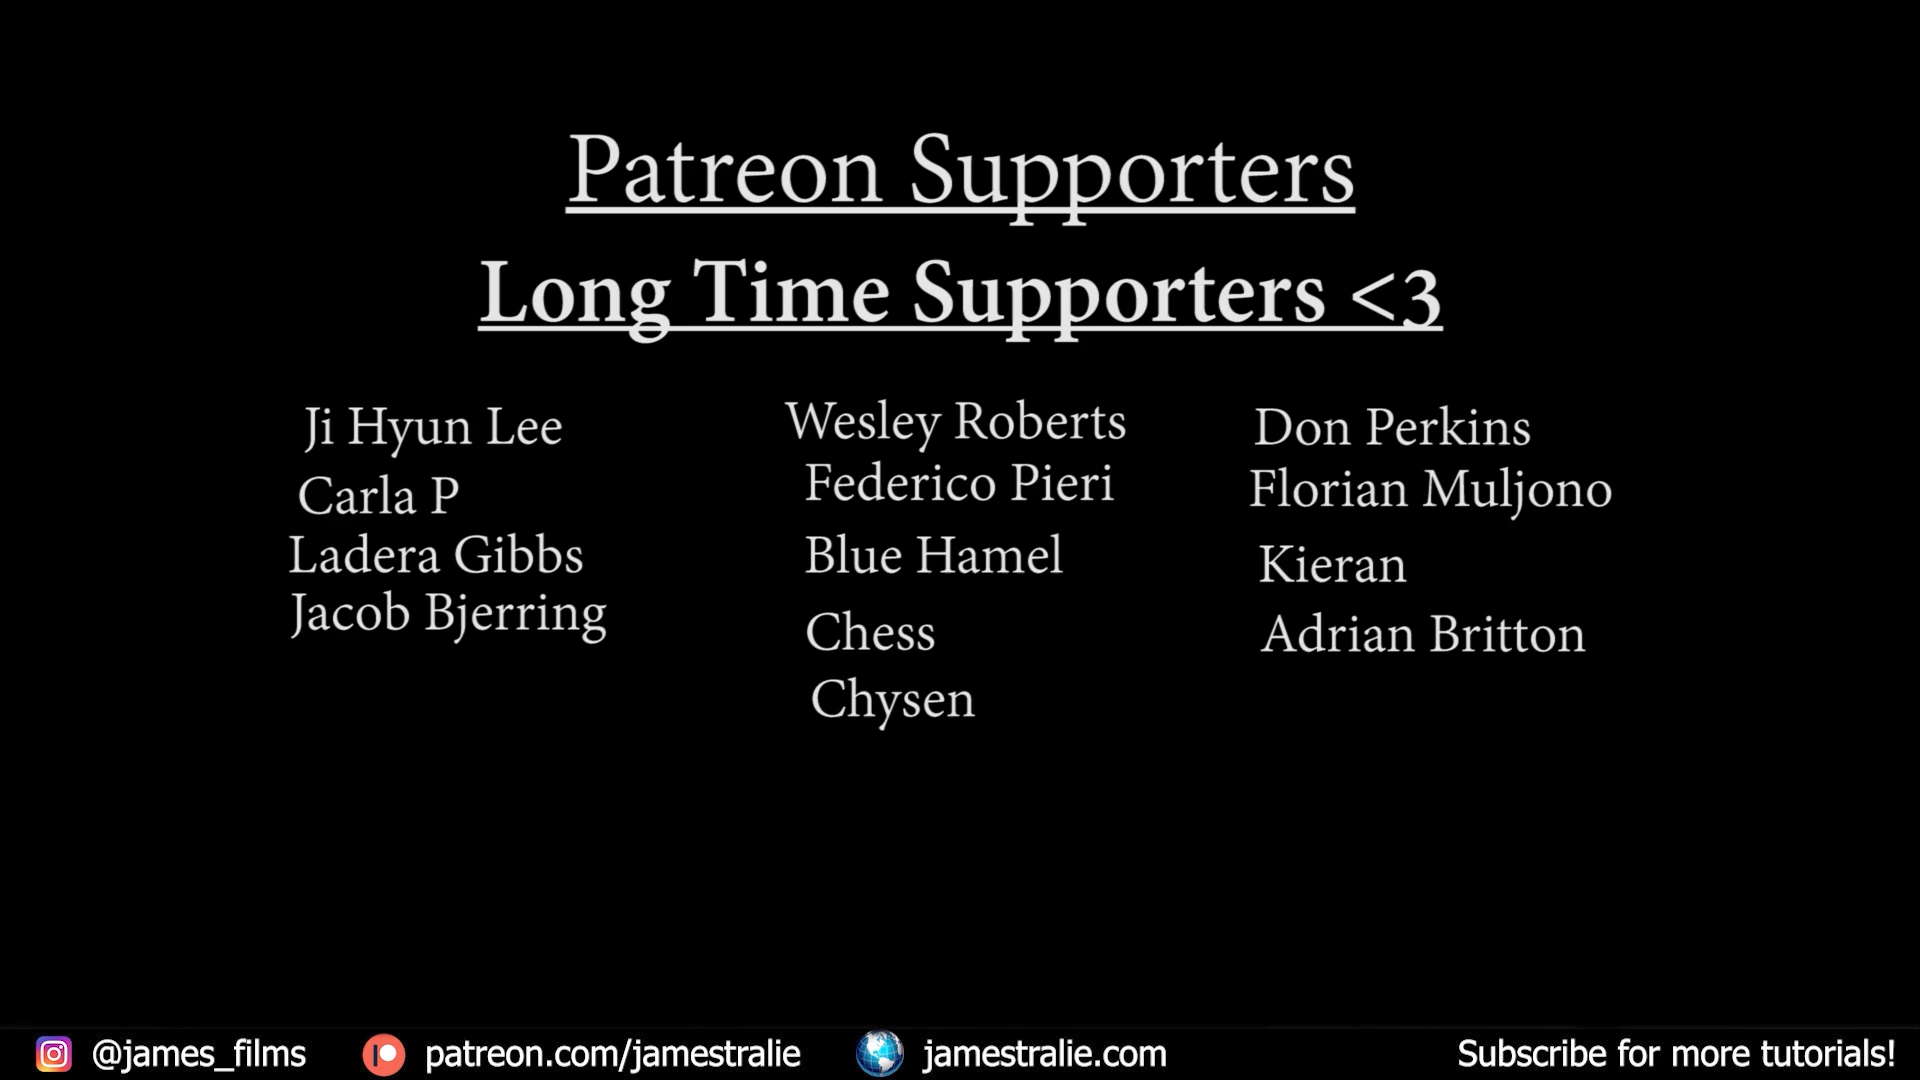 Patreon Supporters
Long Time Supporters <3
Ji Hyun Lee
Carla P
Ladera Gibbs
Jacob Bjerring
Wesley Roberts
Federico Pieri
Blue Hamel
Chess
Chysen
Don Perkins
Florian Muljono
Kieran
Adrian Britton
@james_films patreon.com/jamestralie jamestralie.com Subscribe for more tutorials!